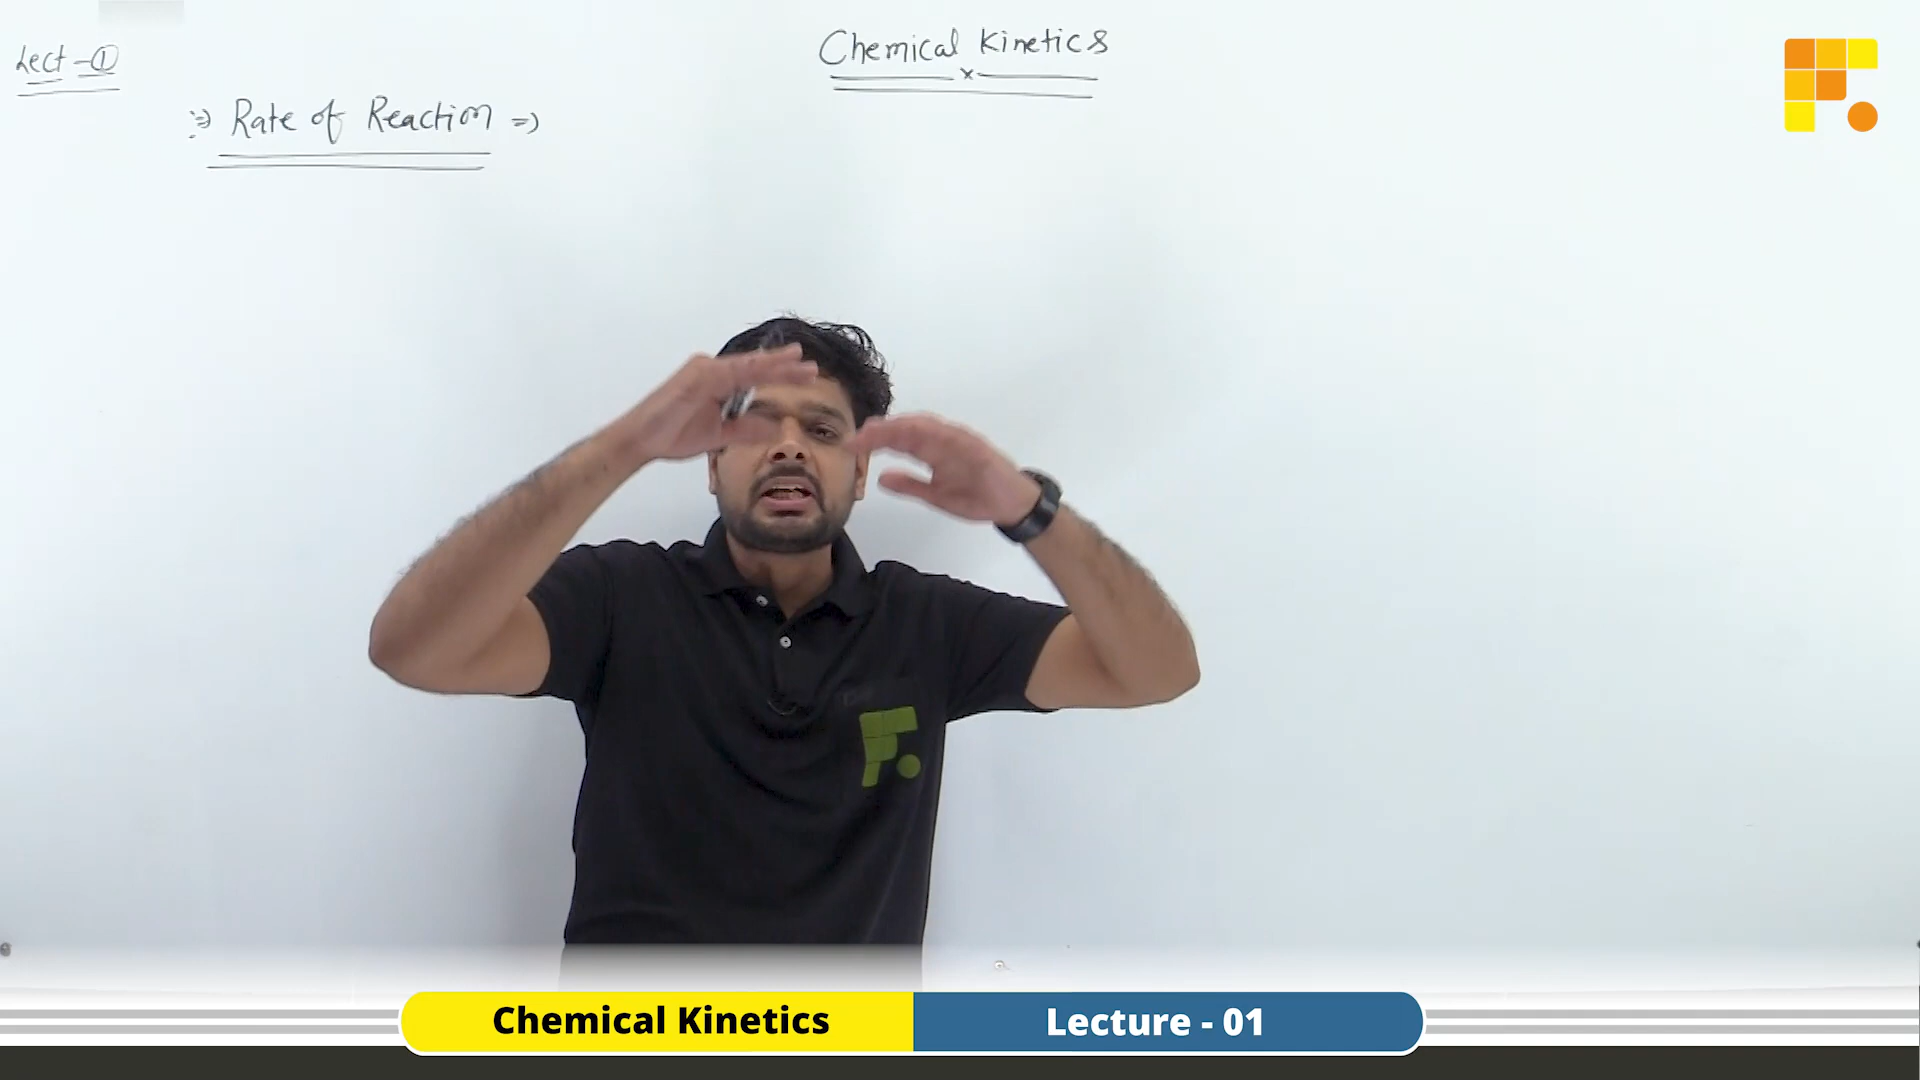 Lect-①
Chemical Kinetics
⇒ Rate of Reaction ⇒
Chemical Kinetics
Lecture - 01